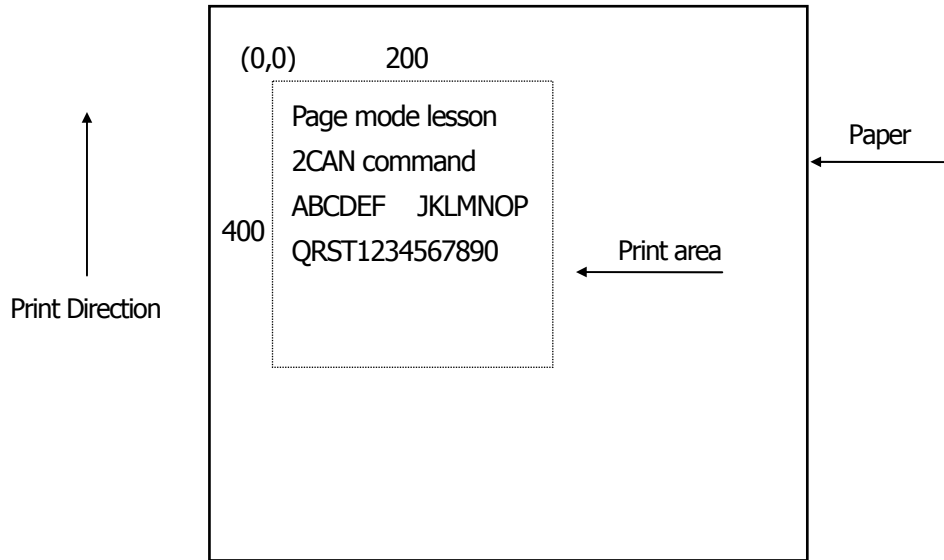 (0,0) 200
Page mode lesson
2CAN command
ABCDEF JKLMNOP
QRST1234567890
400
Print Direction
Print area
Paper